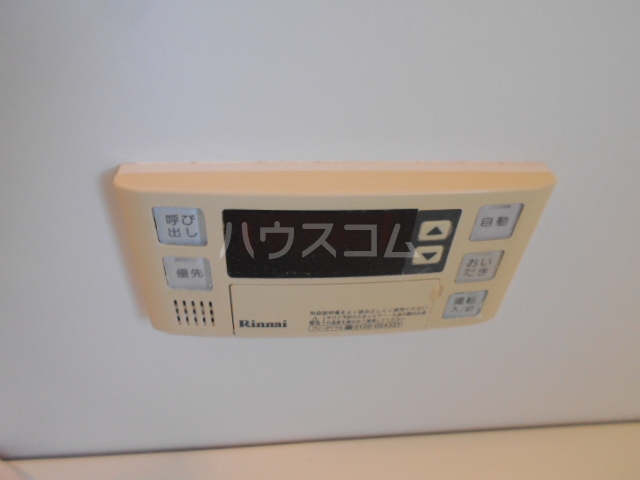 呼び
出し
優先
自動
おい
だき
運転
入/切
ハウスコム
Rinnai